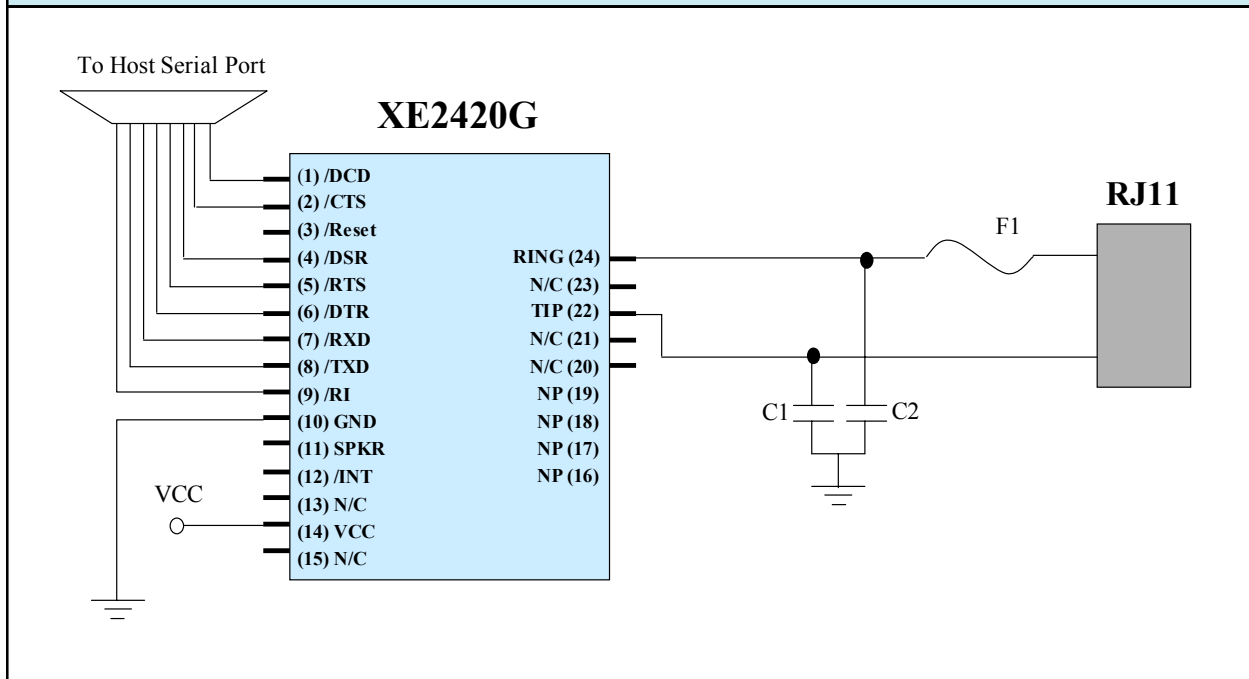 To Host Serial Port
XE2420G
(1) /DCD
(2) /CTS
(3) /Reset
(4) /DSR
(5) /RTS
(6) /DTR
(7) /RXD
(8) /TXD
(9) /RI
(10) GND
(11) SPKR
(12) /INT
(13) N/C
(14) VCC
(15) N/C
VCC
RING (24)
N/C (23)
TIP (22)
N/C (21)
N/C (20)
NP (19)
NP (18)
NP (17)
NP (16)
F1
C1
C2
RJ11